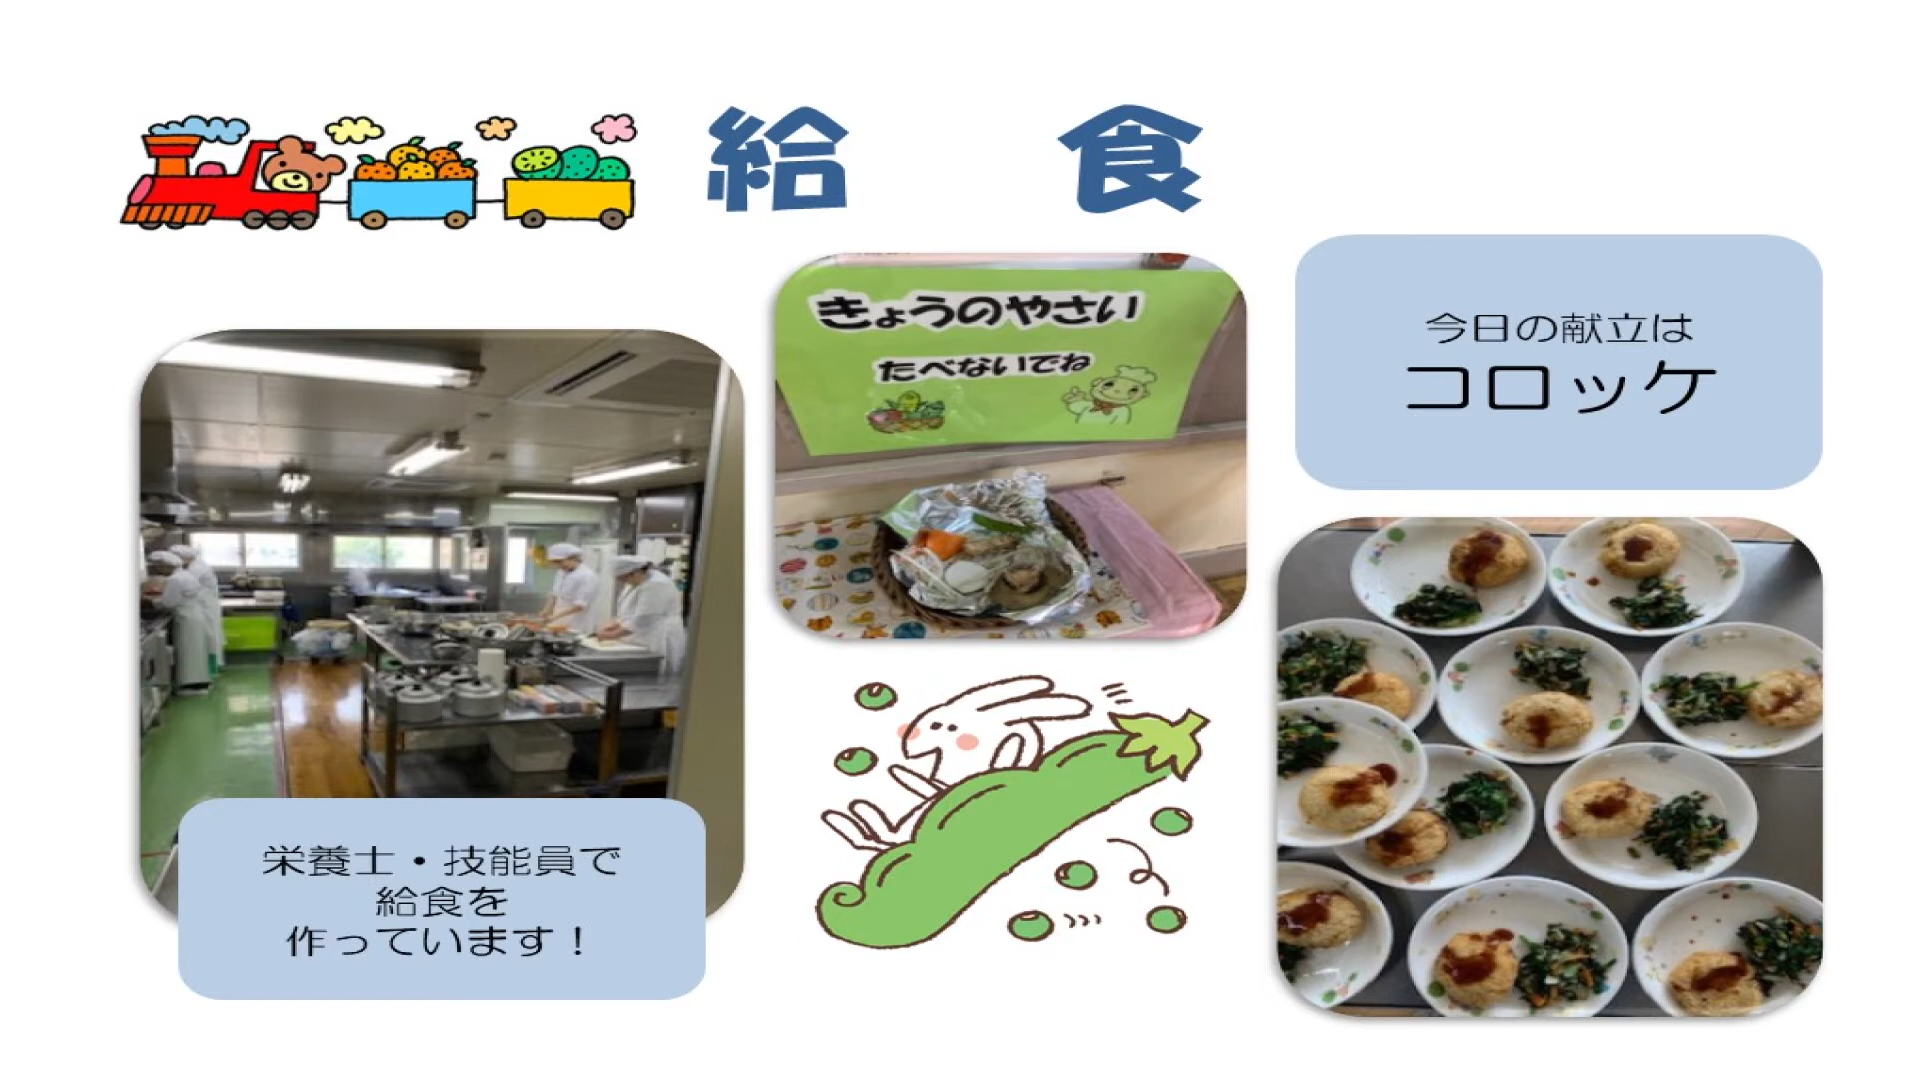 給　食
きょうのやさい
たべないでね
今日の献立は
コロッケ
栄養士・技能員で
給食を
作っています！